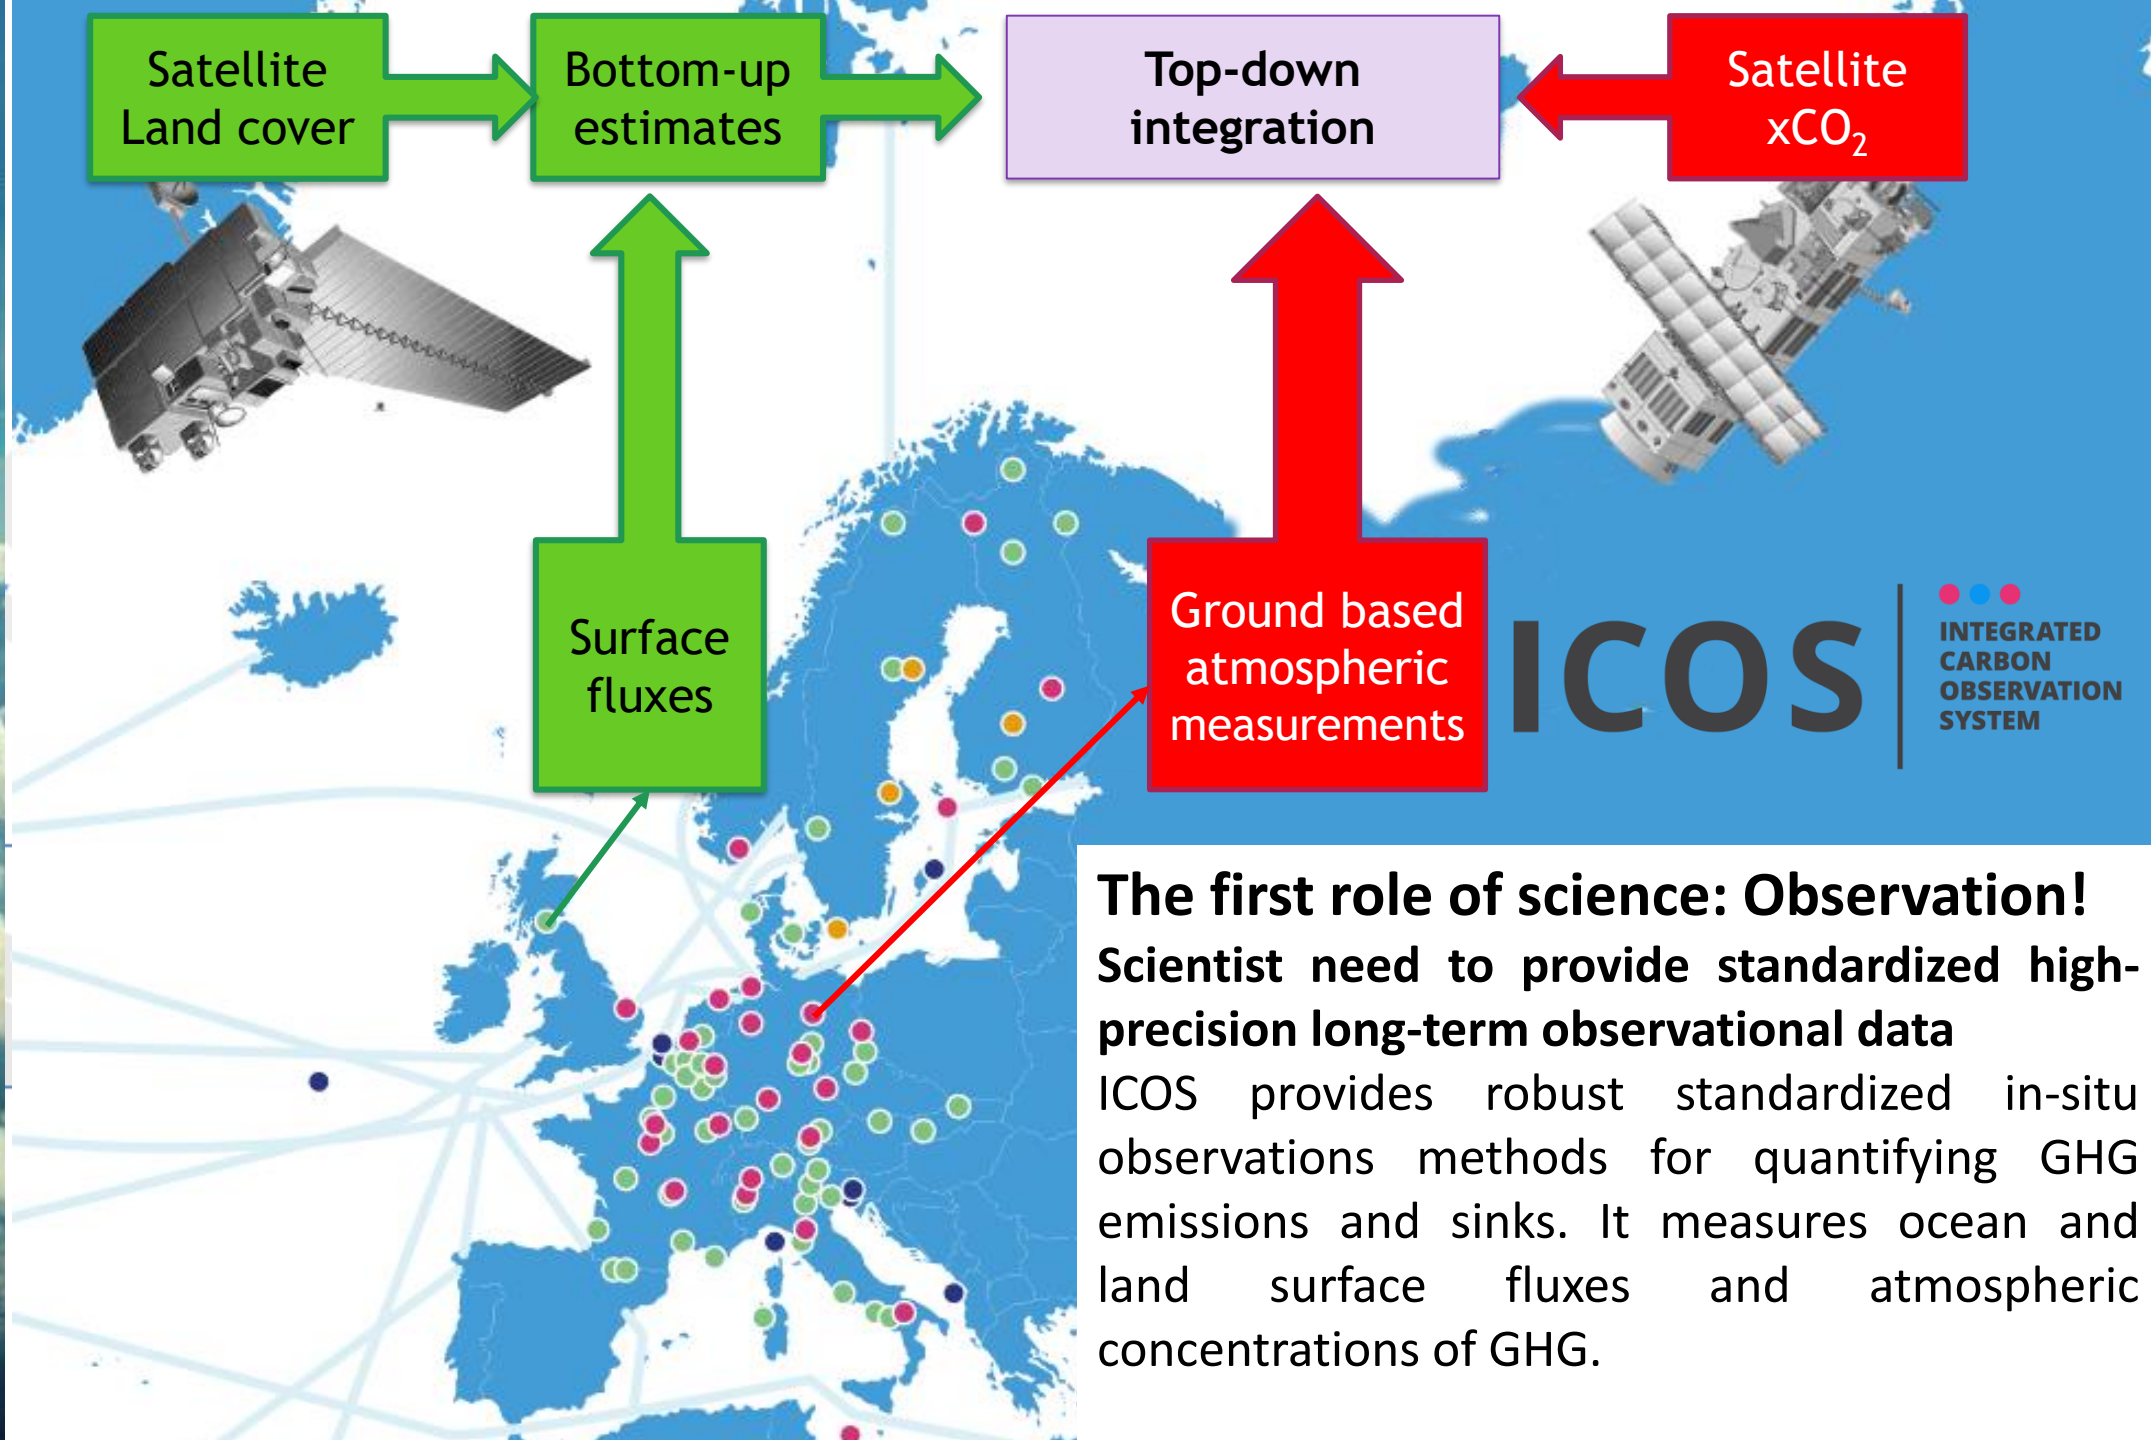 Satellite
Land cover
Bottom-up
estimates
Top-down
integration
Satellite
xCO₂
Surface
fluxes
Ground based
atmospheric
measurements
ICOS
INTEGRATED
CARBON
OBSERVATION
SYSTEM
The first role of science: Observation!
Scientist need to provide standardized high-
precision long-term observational data
ICOS provides robust standardized in-situ
observations methods for quantifying GHG
emissions and sinks. It measures ocean and
land surface fluxes and atmospheric
concentrations of GHG.